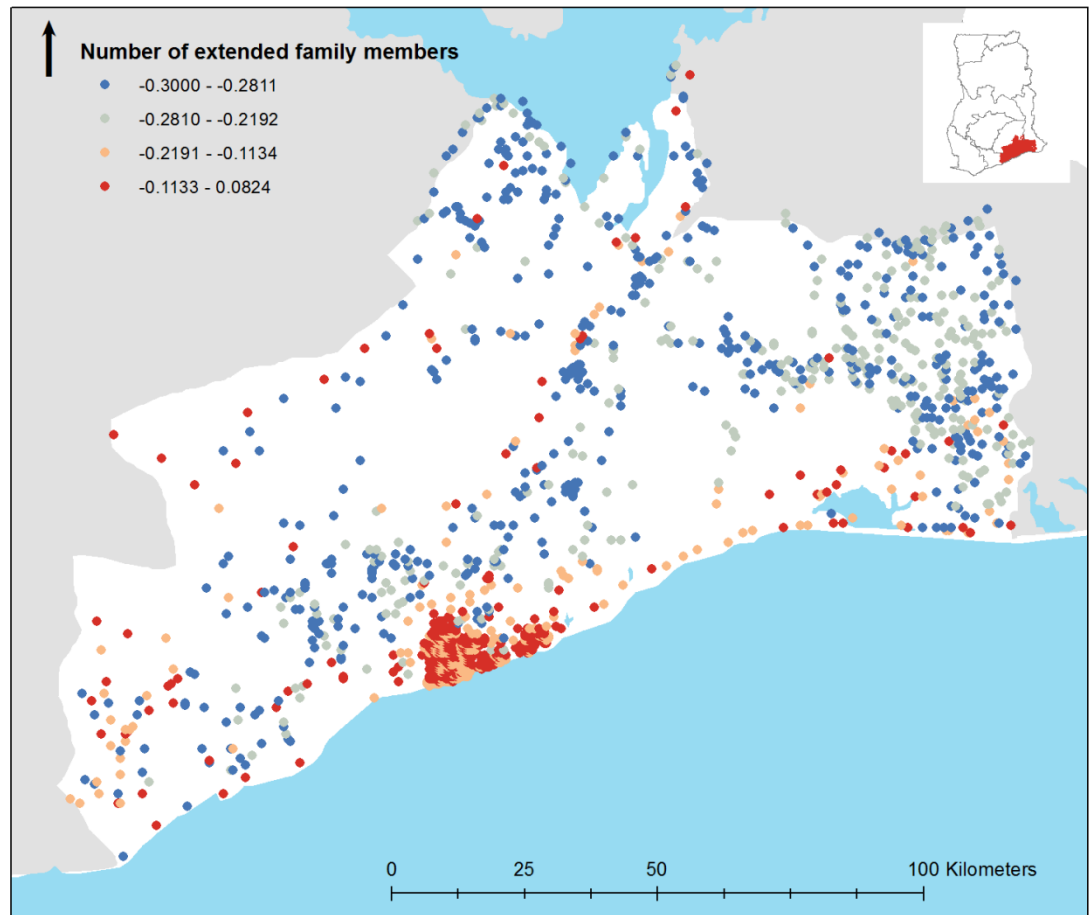 Number of extended family members
-0.3000 - -0.2811
-0.2810 - -0.2192
-0.2191 - -0.1134
-0.1133 - 0.0824
0 25 50 100 Kilometers